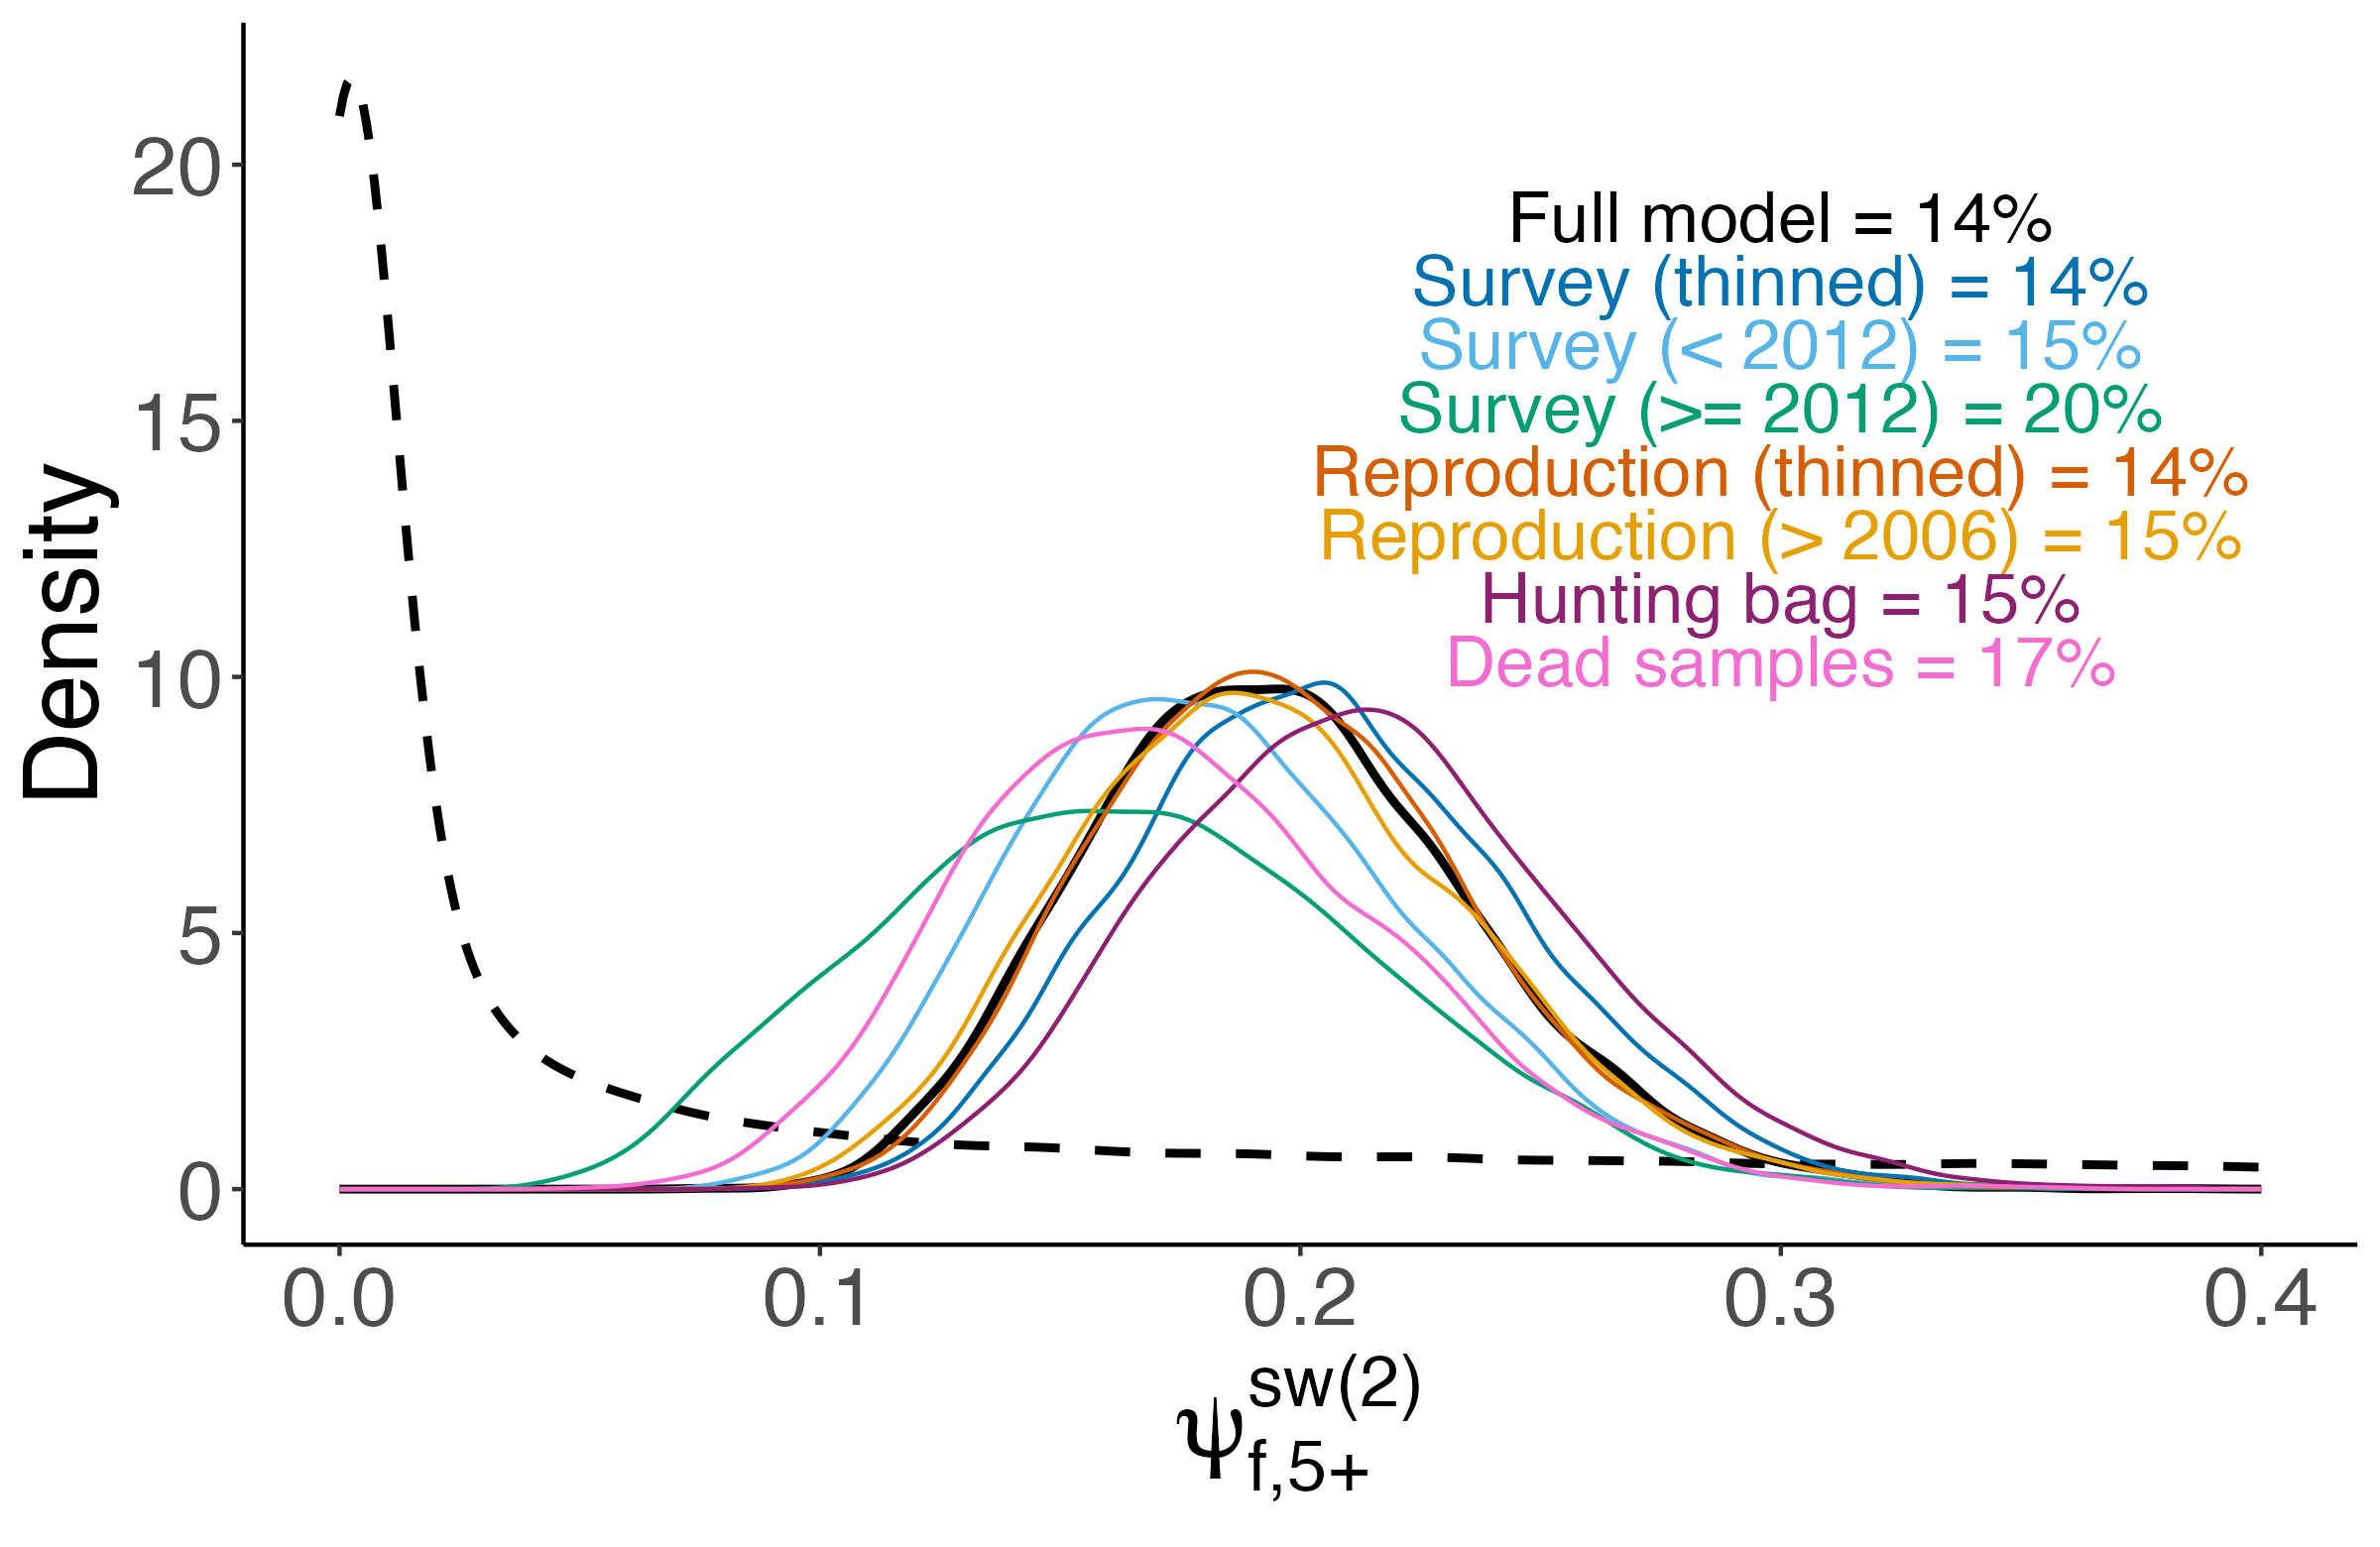 Full model = 14%
Survey (thinned) = 14%
Survey (< 2012) = 15%
Survey (>= 2012) = 20%
Reproduction (thinned) = 14%
Reproduction (> 2006) = 15%
Hunting bag = 15%
Dead samples = 17%
Density
20
15
10
5
0
0.0 0.1 0.2 0.3 0.4
ψ sw(2) f,5+